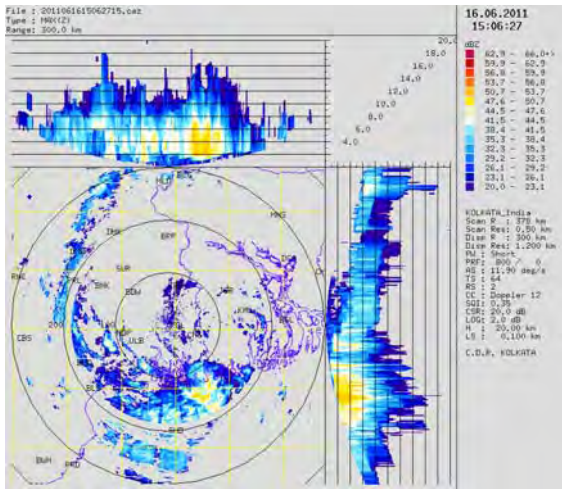 File : 2011061615062715.caz
Type : MAX(Z)
Range: 300.0 km
20.0
18.0
16.0
14.0
12.0
10.0
8.0
6.0
4.0
16.06.2011
15:06:27
dBZ
62.9 - 66.0+%
59.9 - 62.9
56.8 - 59.9
53.7 - 56.8
50.7 - 53.7
47.6 - 50.7
44.5 - 47.6
41.5 - 44.5
38.4 - 41.5
35.3 - 38.4
32.3 - 35.3
29.2 - 32.3
26.1 - 29.2
23.1 - 26.1
20.0 - 23.1
KOLKATA_India
Scan R : 375 km
Scan Res: 0.50 km
Disp R : 300 km
Disp Res: 1.200 km
PW : Short
PRF: 800 / 0
AS : 11.90 deg/s
TS : 64
RS : 2
CC : Doppler 12
SQI: 0.35
CSR: 20.0 dB
LOG: 2.0 dB
H : 20.00 km
LS : 0.100 km
C.D.R, KOLKATA
BRP
SUR
BNK
BDW
200
ULB
CBS
BWN